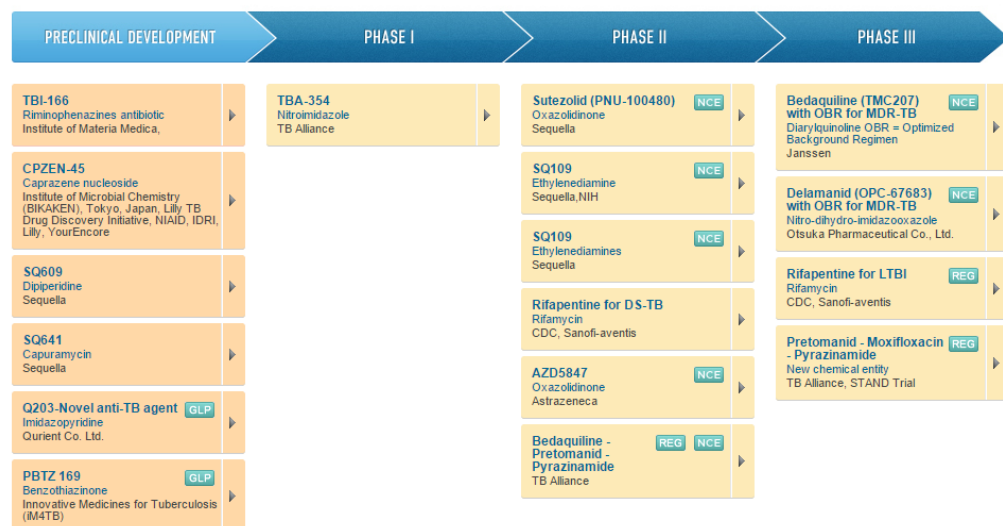 PRECLINICAL DEVELOPMENT
PHASE I
PHASE II
PHASE III
TBI-166
Riminophenazines antibiotic
Institute of Materia Medica,
CPZEN-45
Caprazene nucleoside
Institute of Microbial Chemistry
(BIKAKEN), Tokyo, Japan, Lilly TB
Drug Discovery Initiative, NIAID, IDRI,
Lilly, YourEncore
SQ609
Dipiperidine
Sequella
SQ641
Capuramycin
Sequella
Q203-Novel anti-TB agent GLP
Imidazopyridine
Qurient Co. Ltd.
PBTZ 169 GLP
Benzothiazinone
Innovative Medicines for Tuberculosis
(iM4TB)
TBA-354
Nitroimidazole
TB Alliance
Sutezolid (PNU-100480) NCE
Oxazolidinone
Sequella
SQ109 NCE
Ethylenediamine
Sequella,NIH
SQ109 NCE
Ethylenediamines
Sequella
Rifapentine for DS-TB
Rifamycin
CDC, Sanofi-aventis
AZD5847 NCE
Oxazolidinone
Astrazeneca
Bedaquiline - REG NCE
Pretomanid -
Pyrazinamide
TB Alliance
Bedaquiline (TMC207) NCE
with OBR for MDR-TB
Diarylquinoline OBR = Optimized
Background Regimen
Janssen
Delamanid (OPC-67683) NCE
with OBR for MDR-TB
Nitro-dihydro-imidazooxazole
Otsuka Pharmaceutical Co., Ltd.
Rifapentine for LTBI REG
Rifamycin
CDC, Sanofi-aventis
Pretomanid - Moxifloxacin REG
- Pyrazinamide
New chemical entity
TB Alliance, STAND Trial